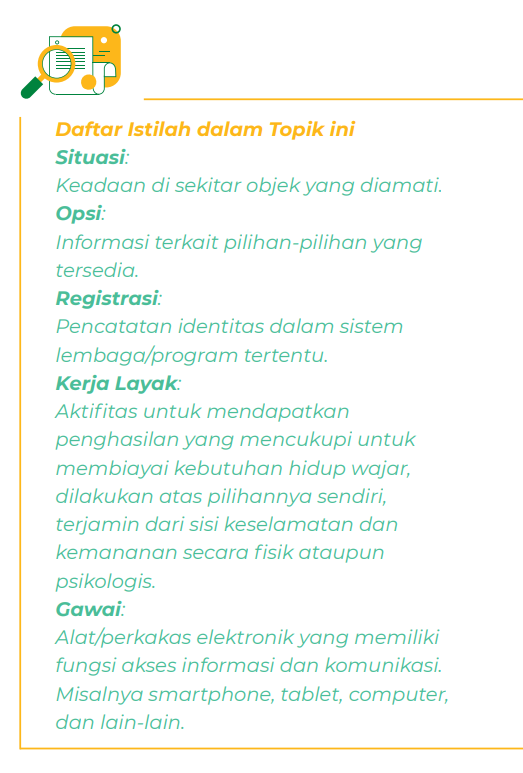 Daftar Istilah dalam Topik ini
Situasi:
Keadaan di sekitar objek yang diamati.
Opsi:
Informasi terkait pilihan-pilihan yang
tersedia.
Registrasi:
Pencatatan identitas dalam sistem
lembaga/program tertentu.
Kerja Layak:
Aktifitas untuk mendapatkan
penghasilan yang mencukupi untuk
membiayai kebutuhan hidup wajar,
dilakukan atas pilihannya sendiri,
terjamin dari sisi keselamatan dan
kemananan secara fisik ataupun
psikologis.
Gawai:
Alat/perkakas elektronik yang memiliki
fungsi akses informasi dan komunikasi.
Misalnya smartphone, tablet, computer,
dan lain-lain.